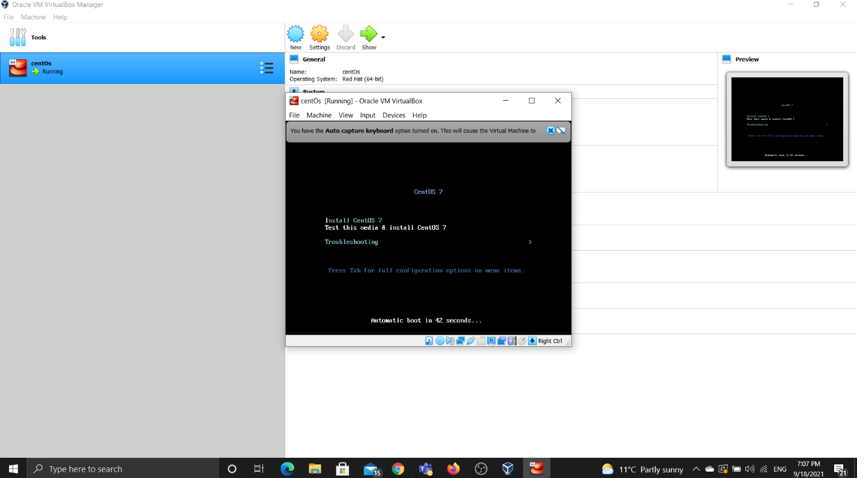 Oracle VM VirtualBox Manager
File Machine Help
Tools
New Settings Discard Show
centOs
Running
General
Name: centOs
Operating System: Red Hat (64-bit)
System
Preview
centOs [Running] - Oracle VM VirtualBox
File Machine View Input Devices Help
You have the Auto capture keyboard option turned on. This will cause the Virtual Machine to
CentOS 7
Install CentOS 7
Test this media & install CentOS 7
Troubleshooting >
Press Tab for full configuration options on menu items.
Automatic boot in 42 seconds...
Right Ctrl
Type here to search
15
11°C Partly sunny
ENG
7:07 PM
9/18/2021
21